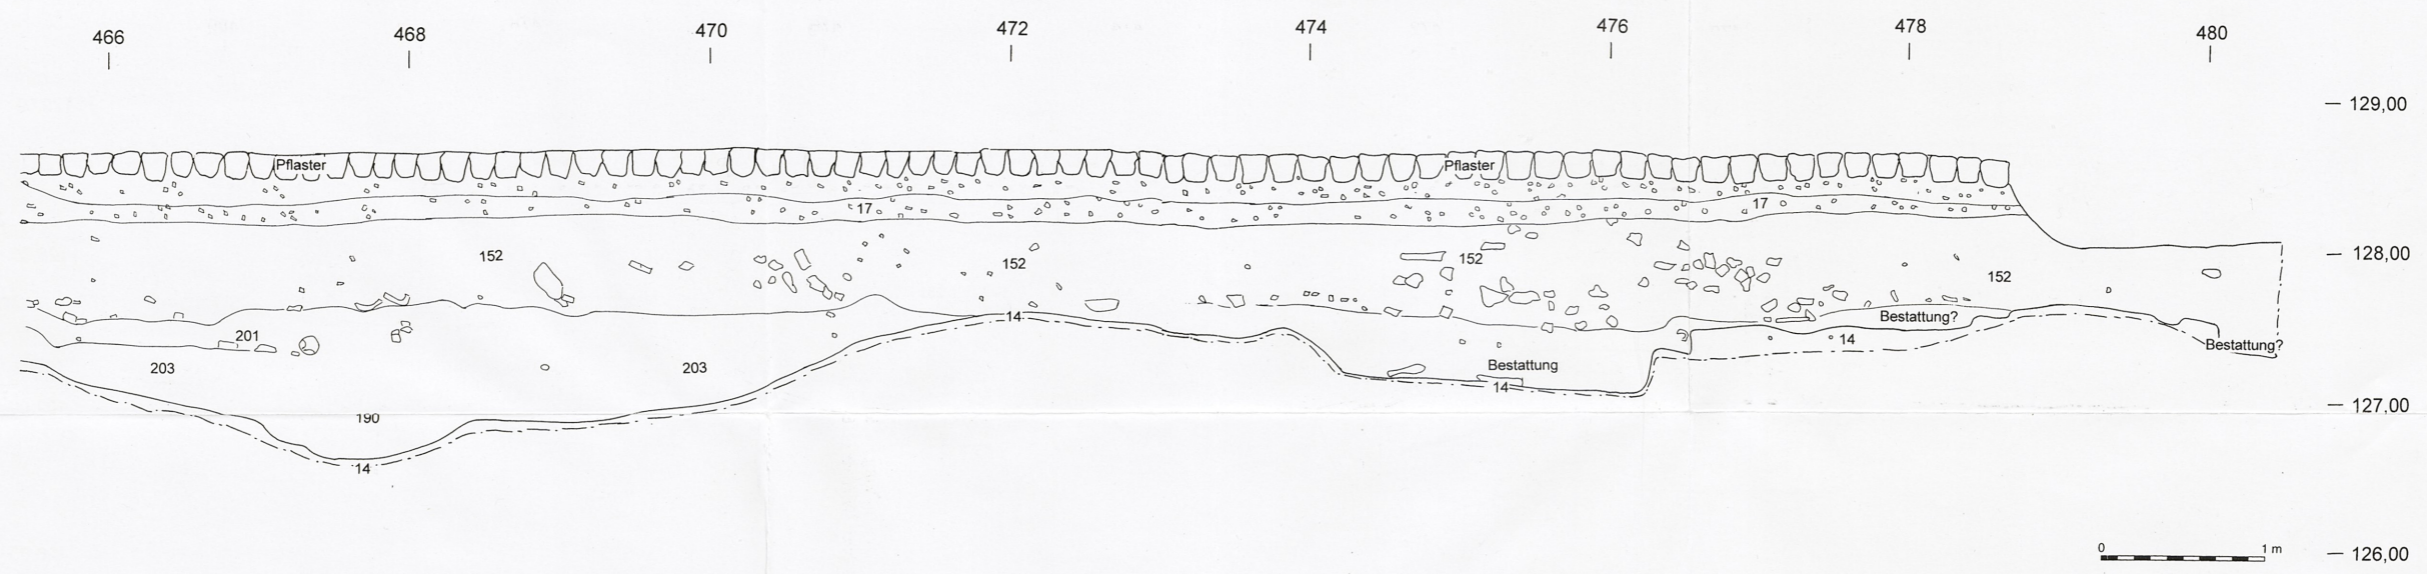 466 468 470 472 474 476 478 480
129,00
Pflaster Pflaster
17 17
128,00
152 152 152 152
14 Bestattung?
201 14 Bestattung?
203 203 Bestattung
14
127,00
190
14
0 1 m
126,00